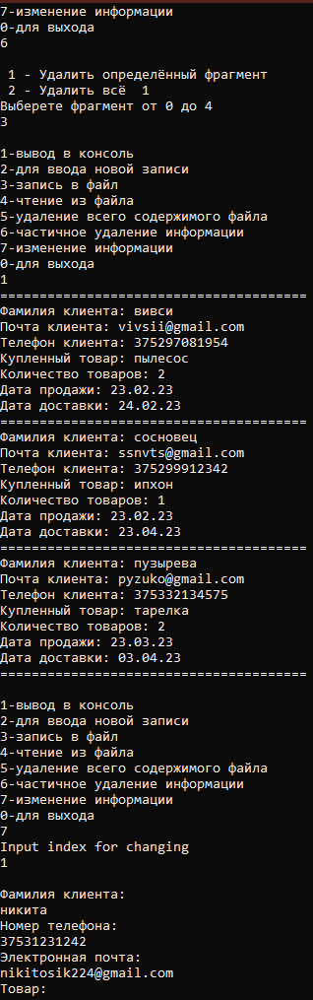 7-изменение информации
0-для выхода
6
1 - Удалить определённый фрагмент
2 - Удалить всё  1
Выберете фрагмент от 0 до 4
3
1-вывод в консоль
2-для ввода новой записи
3-запись в файл
4-чтение из файла
5-удаление всего содержимого файла
6-частичное удаление информации
7-изменение информации
0-для выхода
1
=======================================
Фамилия клиента: вивси
Почта клиента: vivsii@gmail.com
Телефон клиента: 375297081954
Купленный товар: пылесос
Количество товаров: 2
Дата продажи: 23.02.23
Дата доставки: 24.02.23
=======================================
Фамилия клиента: сосновец
Почта клиента: ssnvts@gmail.com
Телефон клиента: 375299912342
Купленный товар: ипхон
Количество товаров: 1
Дата продажи: 23.02.23
Дата доставки: 23.04.23
=======================================
Фамилия клиента: пузырева
Почта клиента: pyzuko@gmail.com
Телефон клиента: 375332134575
Купленный товар: тарелка
Количество товаров: 2
Дата продажи: 23.03.23
Дата доставки: 03.04.23
=======================================
1-вывод в консоль
2-для ввода новой записи
3-запись в файл
4-чтение из файла
5-удаление всего содержимого файла
6-частичное удаление информации
7-изменение информации
0-для выхода
7
Input index for changing
1
Фамилия клиента:
никита
Номер телефона:
37531231242
Электронная почта:
nikitosik224@gmail.com
Товар: